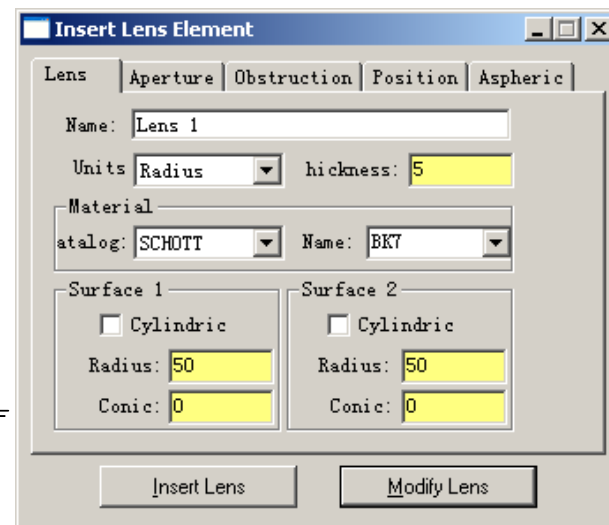 Insert Lens Element
Lens Aperture Obstruction Position Aspheric
Name: Lens 1
Units Radius hickness: 5
Material
atalog: SCHOTT Name: BK7
Surface 1 Surface 2
Cylindric Cylindric
Radius: 50 Radius: 50
Conic: 0 Conic: 0
Insert Lens Modify Lens